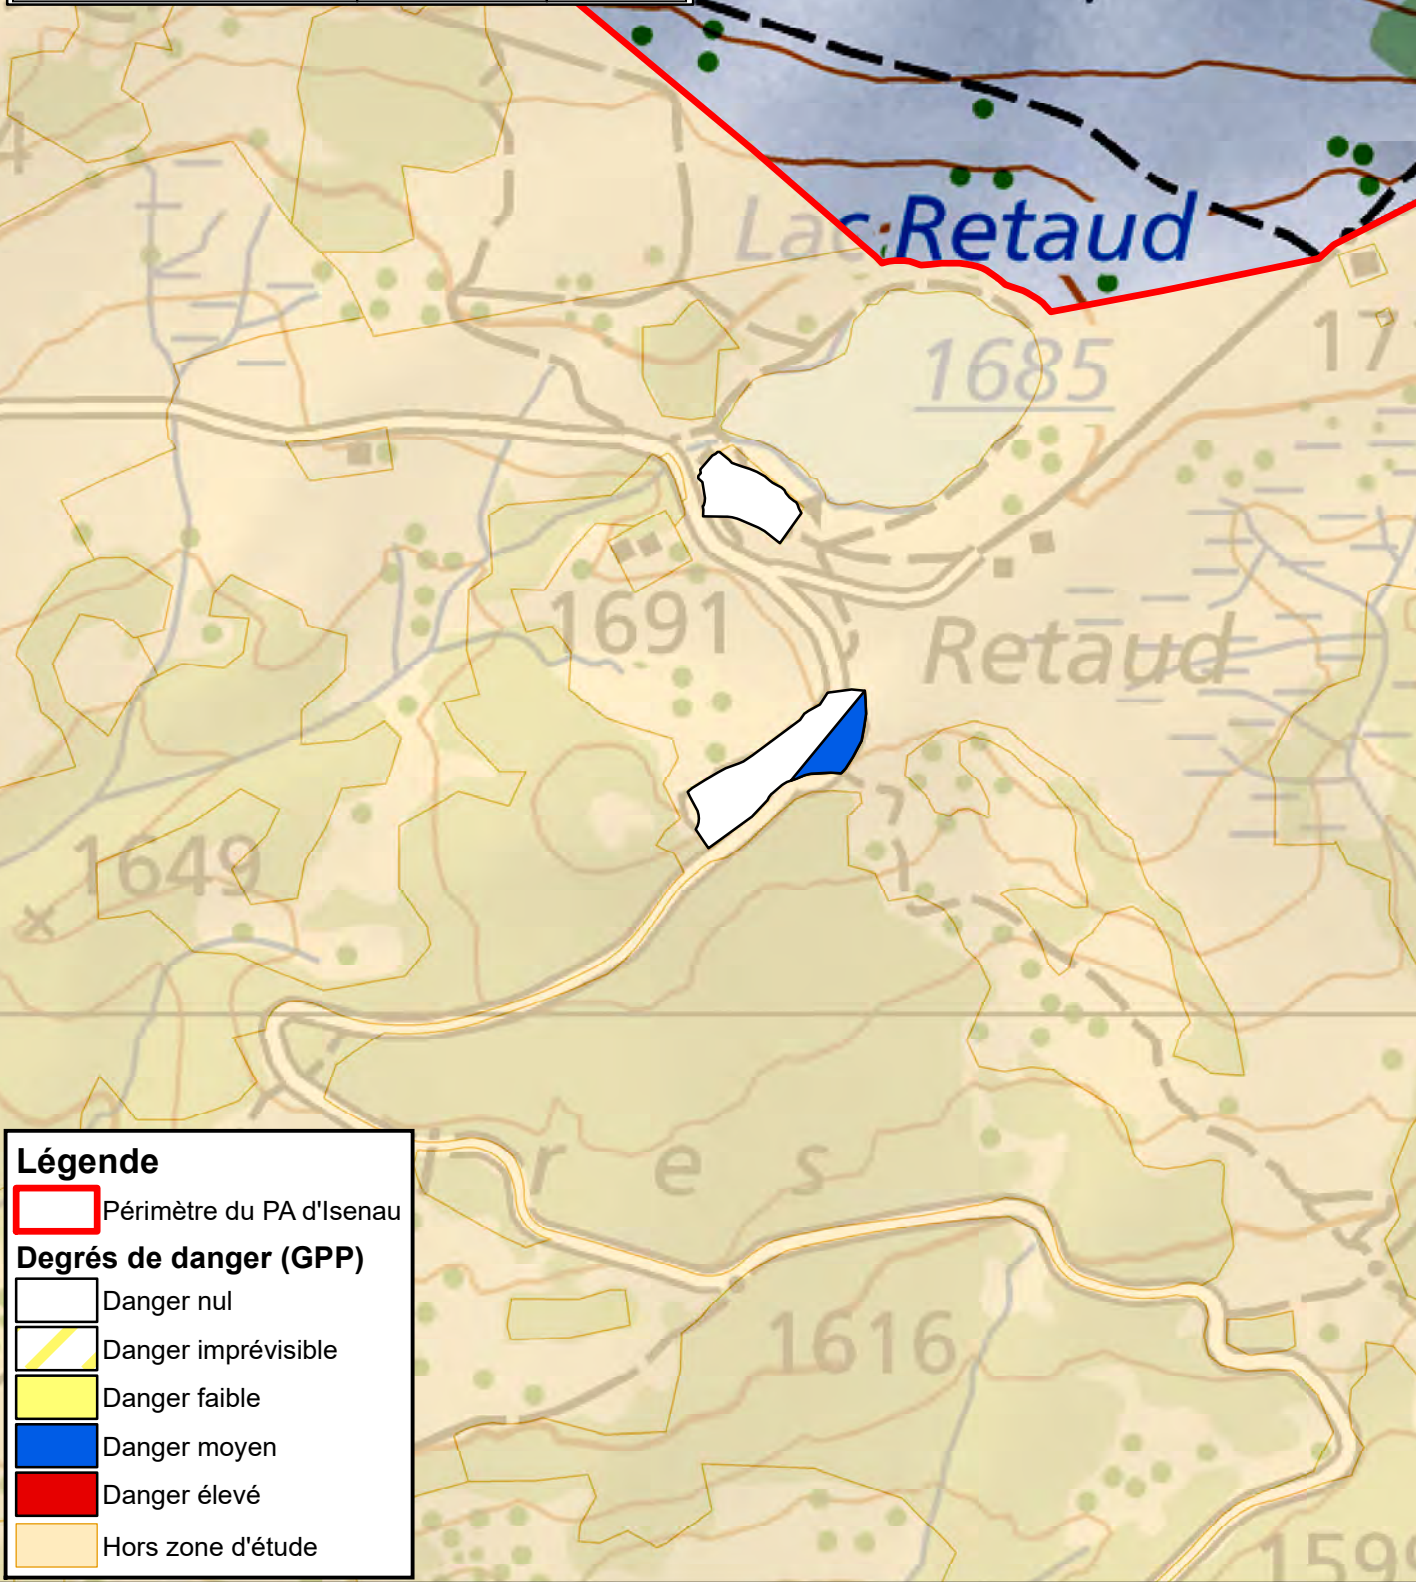 4
Lac Retaud
1685
17
1691
Retaud
1649
i r e s
1616
159
Légende
Périmètre du PA d'Isenau
Degrés de danger (GPP)
Danger nul
Danger imprévisible
Danger faible
Danger moyen
Danger élevé
Hors zone d'étude